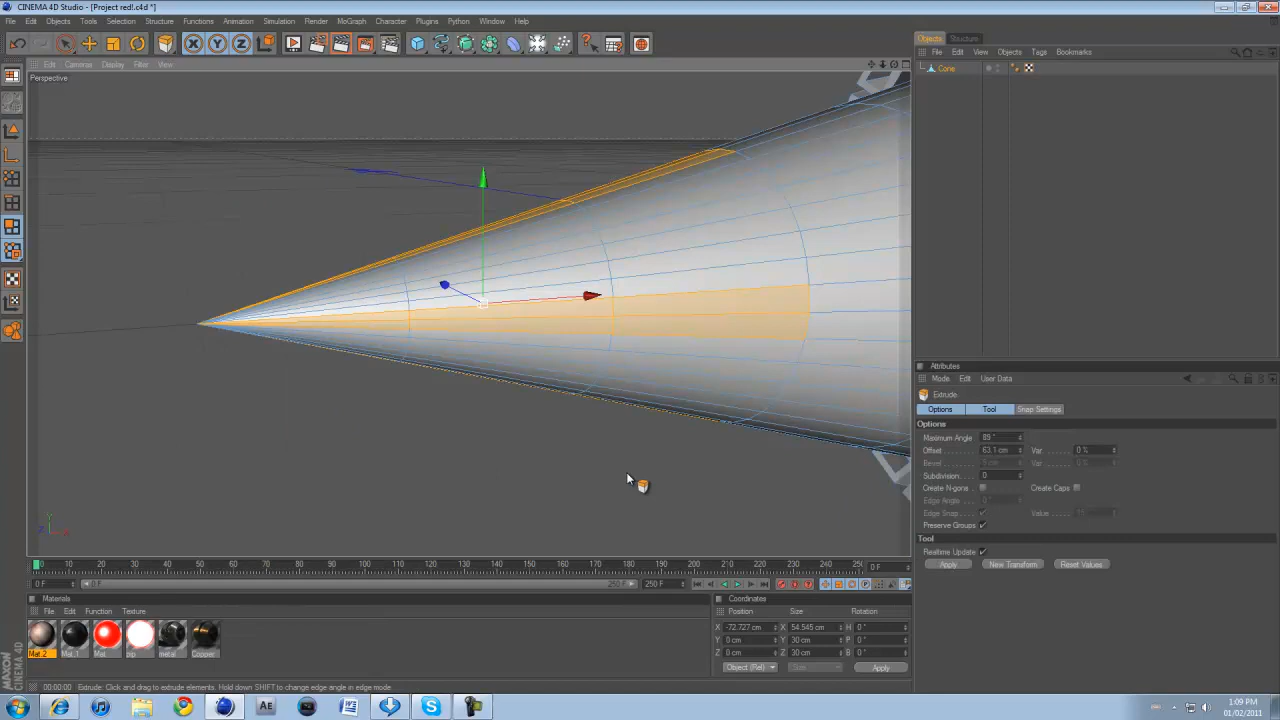 CINEMA 4D Studio - [Project red!.c4d *]
File Edit Objects Tools Selection Structure Functions Animation Simulation Render MoGraph Character Plugins Python Window Help
Edit Cameras Display Filter View
Perspective
Objects Structure
File Edit View Objects Tags Bookmarks
Cone
Attributes
Mode Edit User Data
Extrude
Options Tool Snap Settings
Options
Maximum Angle 89 °
Offset 63.1 cm Var. 0 %
Bevel 5 cm Var. 0 %
Subdivision 0
Create N-gons Create Caps
Edge Angle 0 °
Edge Snap Value
Preserve Groups
Tool
Realtime Update
Apply New Transform Reset Values
0 10 20 30 40 50 60 70 80 90 100 110 120 130 140 150 160 170 180 190 200 210 220 230 240 250 0 F
0 F 0 F 250 F 250 F
Materials
File Edit Function Texture
Mat.2 Mat.1 Mat pip metal Copper
Coordinates
Position Size Rotation
X -72.727 cm X 54.545 cm H 0 °
Y 0 cm Y 30 cm P 0 °
Z 0 cm Z 30 cm B 0 °
Object (Rel) Size Apply
MAXON CINEMA 4D
00:00:00 Extrude: Click and drag to extrude elements. Hold down SHIFT to change edge angle in edge mode.
Ae
1:09 PM
01/02/2011